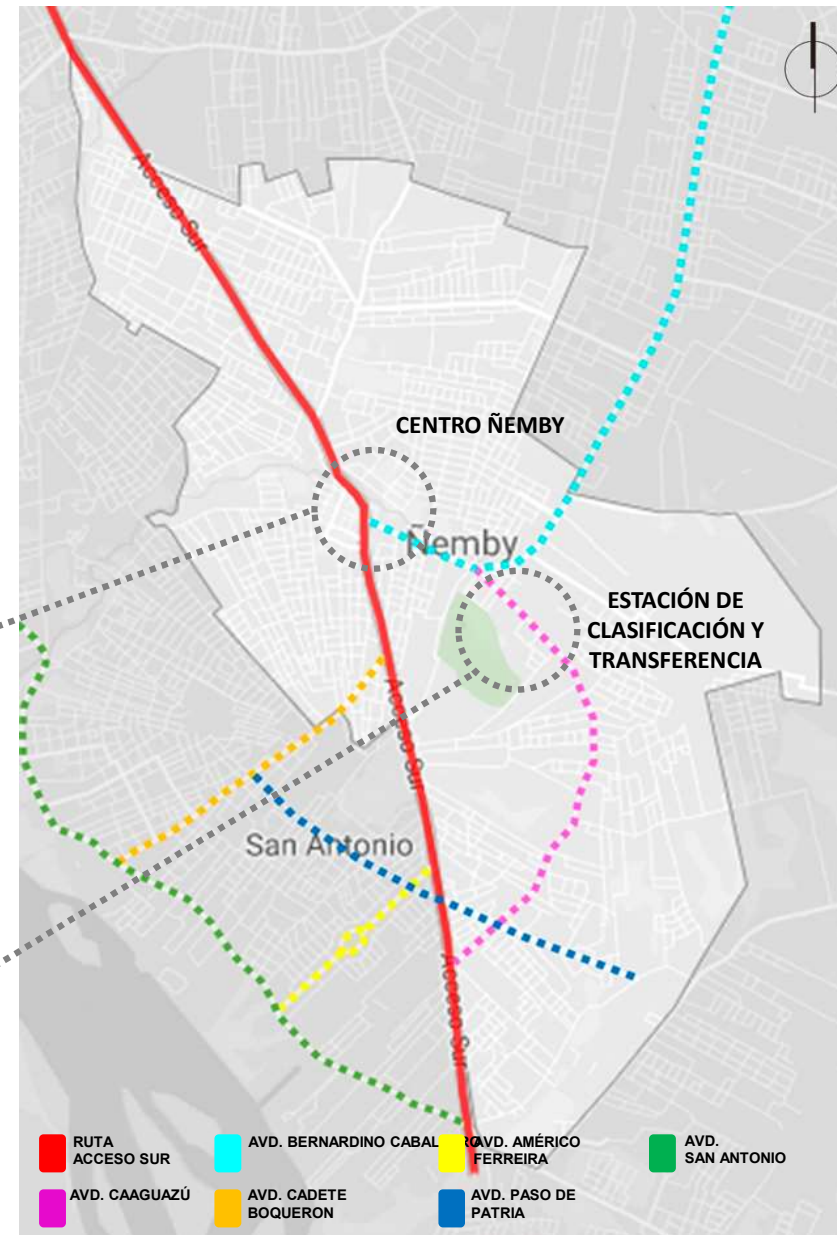 Acceso Sur
CENTRO ÑEMBY
Ñemby
ESTACIÓN DE
CLASIFICACIÓN Y
TRANSFERENCIA
Acceso Sur
San Antonio
Acceso Sur
RUTA
ACCESO SUR
AVD. BERNARDINO CABALLERO
AVD. AMÉRICO
FERREIRA
AVD.
SAN ANTONIO
AVD. CAAGUAZÚ
AVD. CADETE
BOQUERON
AVD. PASO DE
PATRIA